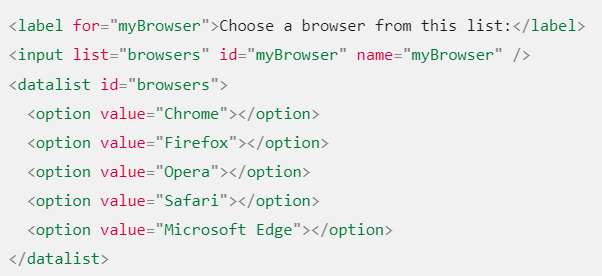 <label for="myBrowser">Choose a browser from this list:</label>
<input list="browsers" id="myBrowser" name="myBrowser" />
<datalist id="browsers">
  <option value="Chrome"></option>
  <option value="Firefox"></option>
  <option value="Opera"></option>
  <option value="Safari"></option>
  <option value="Microsoft Edge"></option>
</datalist>